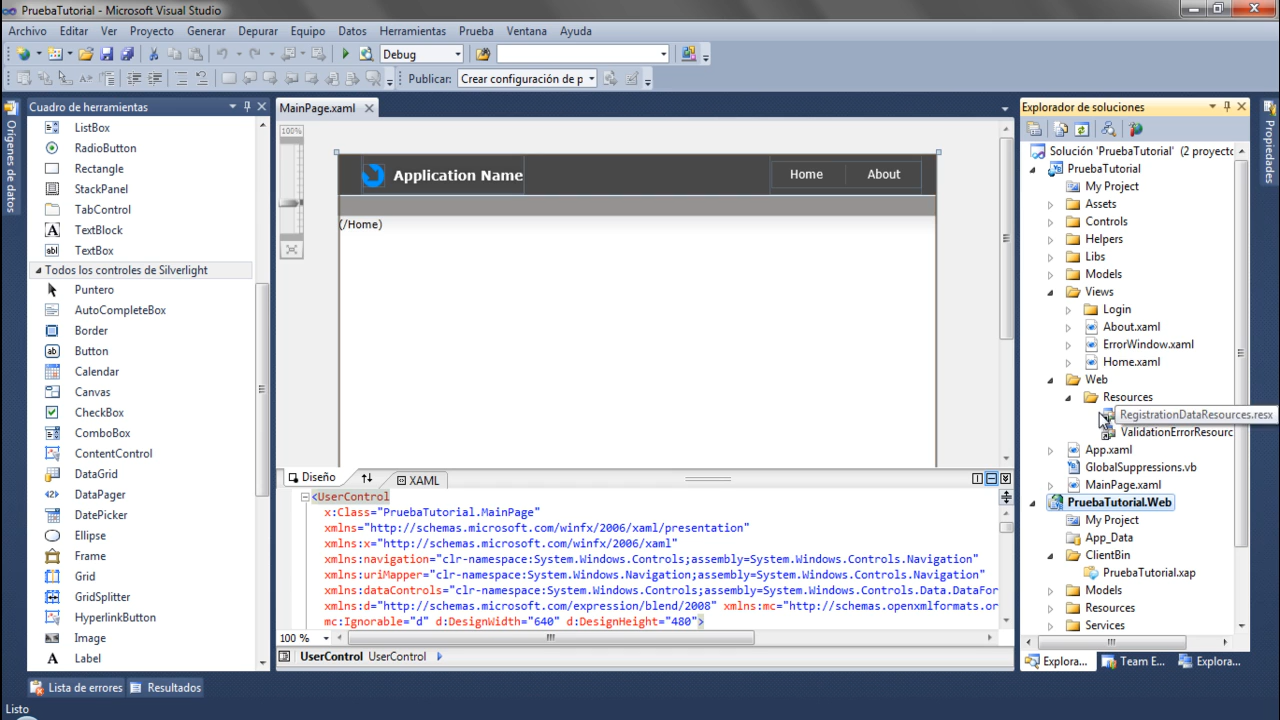 PruebaTutorial - Microsoft Visual Studio
Archivo Editar Ver Proyecto Generar Depurar Equipo Datos Herramientas Prueba Ventana Ayuda
Debug
Publicar: Crear configuración de p
Orígenes de datos
Cuadro de herramientas
ListBox
RadioButton
Rectangle
StackPanel
TabControl
TextBlock
TextBox
Todos los controles de Silverlight
Puntero
AutoCompleteBox
Border
Button
Calendar
Canvas
CheckBox
ComboBox
ContentControl
DataGrid
DataPager
DatePicker
Ellipse
Frame
Grid
GridSplitter
HyperlinkButton
Image
Label
MainPage.xaml
100%
Application Name
Home About
(/Home)
Diseño XAML
<UserControl
x:Class="PruebaTutorial.MainPage"
xmlns="http://schemas.microsoft.com/winfx/2006/xaml/presentation"
xmlns:x="http://schemas.microsoft.com/winfx/2006/xaml"
xmlns:navigation="clr-namespace:System.Windows.Controls;assembly=System.Windows.Controls.Navigation"
xmlns:uriMapper="clr-namespace:System.Windows.Navigation;assembly=System.Windows.Controls.Navigation"
xmlns:dataControls="clr-namespace:System.Windows.Controls;assembly=System.Windows.Controls.Data.DataFor
xmlns:d="http://schemas.microsoft.com/expression/blend/2008" xmlns:mc="http://schemas.openxmlformats.or
mc:Ignorable="d" d:DesignWidth="640" d:DesignHeight="480">
100 %
UserControl UserControl
Explorador de soluciones
Solución 'PruebaTutorial' (2 proyecto
PruebaTutorial
My Project
Assets
Controls
Helpers
Libs
Models
Views
Login
About.xaml
ErrorWindow.xaml
Home.xaml
Web
Resources
RegistrationDataResources.resx
ValidationErrorResourc
App.xaml
GlobalSuppressions.vb
MainPage.xaml
PruebaTutorial.Web
My Project
App_Data
ClientBin
PruebaTutorial.xap
Models
Resources
Services
Explora... Team E... Explora...
Propiedades
Lista de errores Resultados
Listo